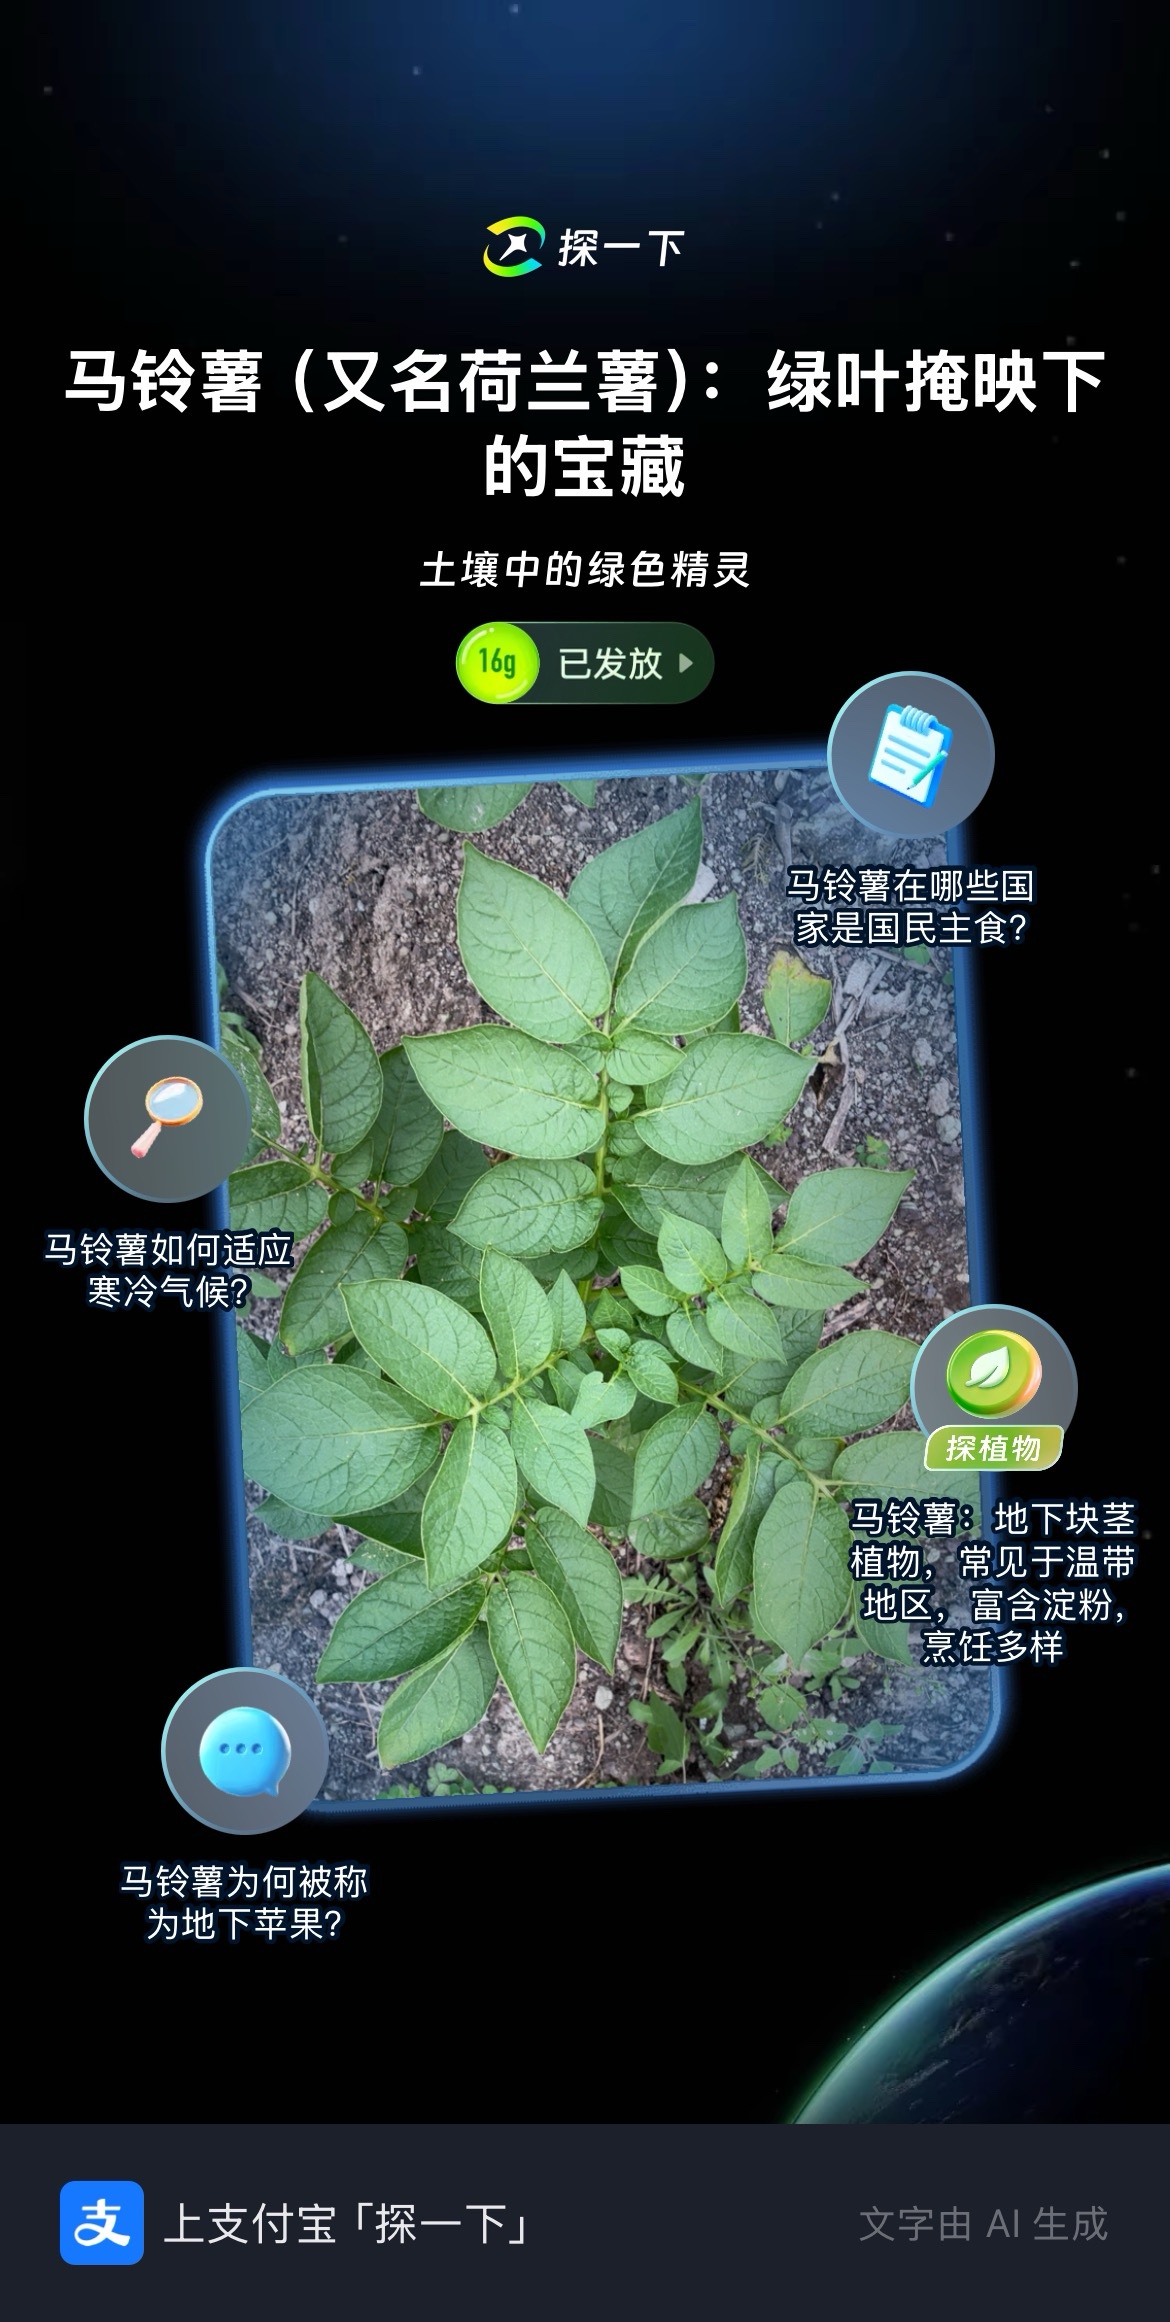 探一下
马铃薯（又名荷兰薯）：绿叶掩映下
的宝藏
土壤中的绿色精灵
16g 已发放
马铃薯在哪些国
家是国民主食？
马铃薯如何适应
寒冷气候？
探植物
马铃薯：地下块茎
植物，常见于温带
地区，富含淀粉，
烹饪多样
马铃薯为何被称
为地下苹果？
支 上支付宝「探一下」
文字由 AI 生成